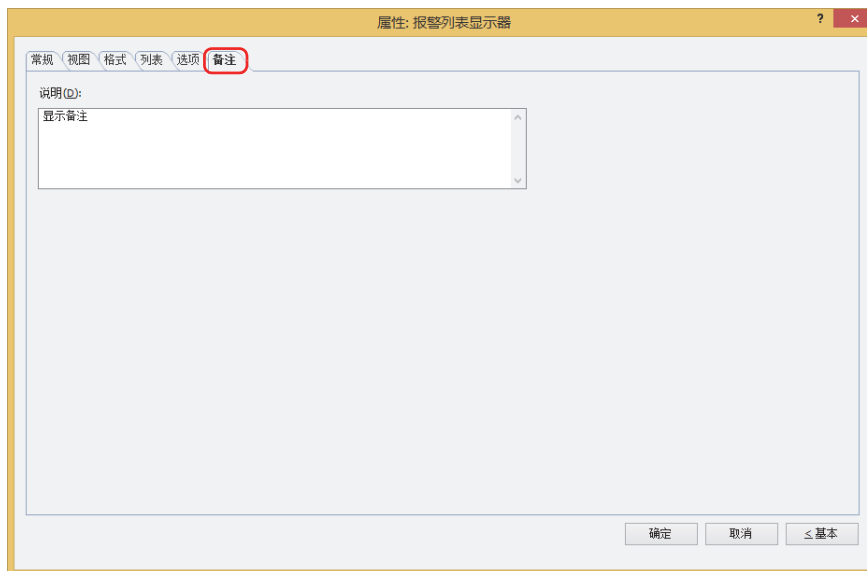 属性: 报警列表显示器
? ×
常规 视图 格式 列表 选项 备注
说明(D):
显示备注
确定 取消 <基本